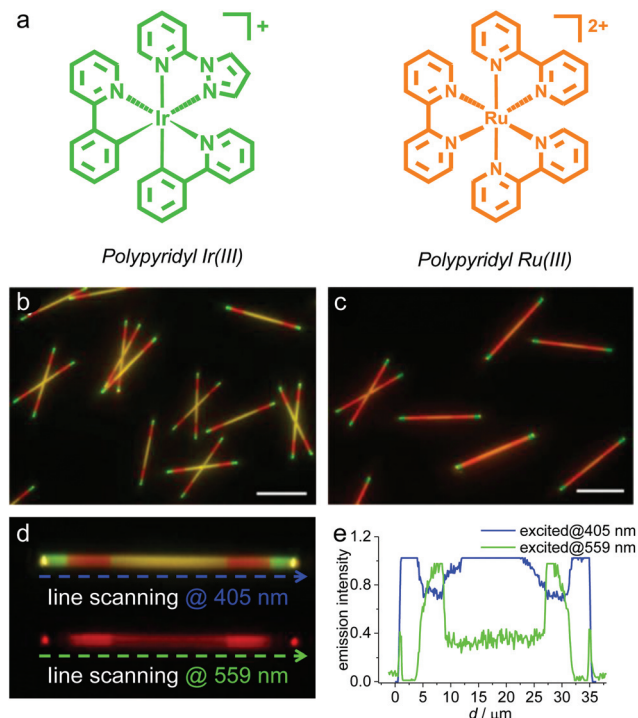 a
+
2+
N
N
N
N
Ir
N
N
N
N
Ru
N
N
N
Polypyridyl Ir(III)
Polypyridyl Ru(III)
b
c
d
line scanning @ 405 nm
line scanning @ 559 nm
e
excited@405 nm
excited@559 nm
emission intensity
1.2
0.8
0.4
0.0
0 5 10 15 20 25 30 35
d / μm